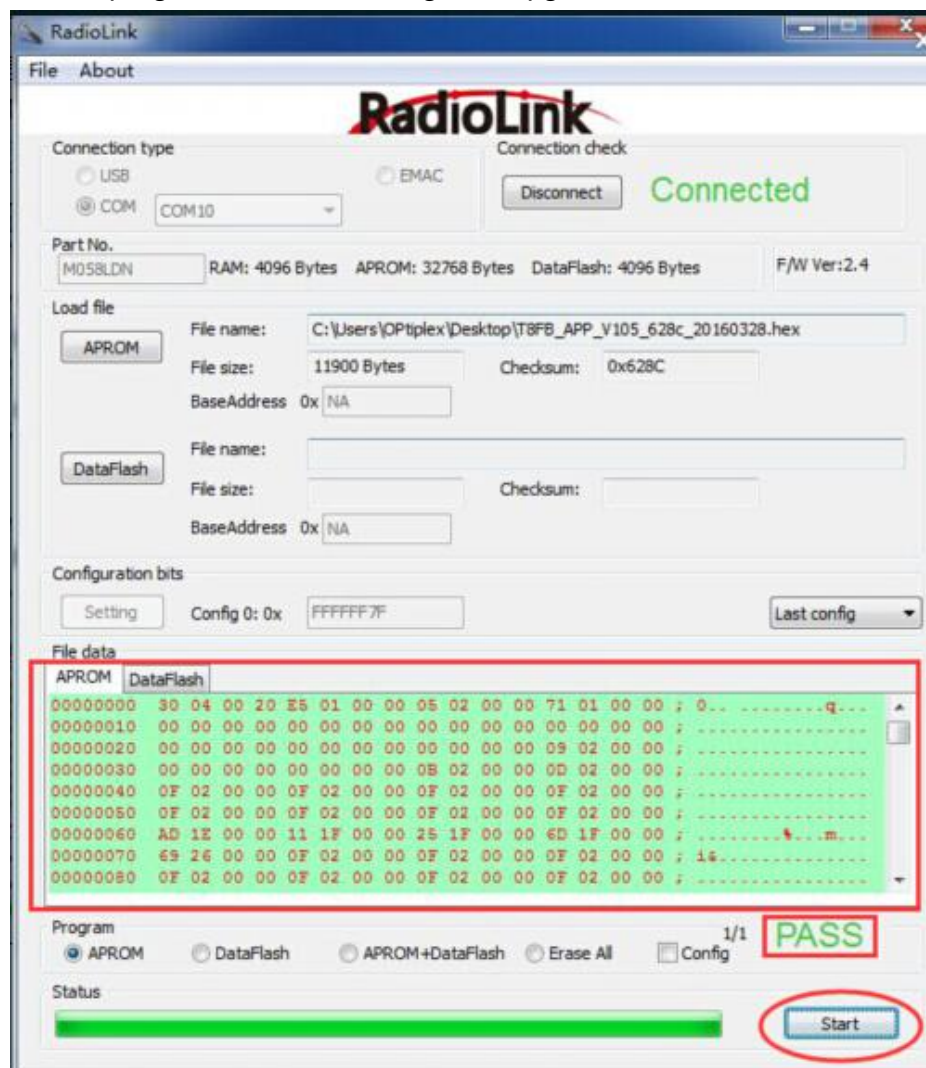 RadioLink
File About
RadioLink
Connection type
Connection check
USB
EMAC
COM
COM10
Disconnect
Connected
Part No.
M058LDN
RAM: 4096 Bytes APROM: 32768 Bytes DataFlash: 4096 Bytes
F/W Ver:2.4
Load file
APROM
File name: C:\Users\OPtiplex\Desktop\T8FB_APP_V105_628c_20160328.hex
File size: 11900 Bytes Checksum: 0x628C
BaseAddress 0x NA
DataFlash
File name:
File size: Checksum:
BaseAddress 0x NA
Configuration bits
Setting Config 0: 0x FFFFFF7F Last config
File data
APROM DataFlash
00000000 30 04 00 20 E5 01 00 00 05 02 00 00 71 01 00 00 ; 0.. ........q...
00000010 00 00 00 00 00 00 00 00 00 00 00 00 00 00 00 00 ; ................
00000020 00 00 00 00 00 00 00 00 00 00 00 00 09 02 00 00 ; ................
00000030 00 00 00 00 00 00 00 00 0B 02 00 00 0D 02 00 00 ; ................
00000040 0F 02 00 00 0F 02 00 00 0F 02 00 00 0F 02 00 00 ; ................
00000050 0F 02 00 00 0F 02 00 00 0F 02 00 00 0F 02 00 00 ; ................
00000060 AD 1E 00 00 11 1F 00 00 25 1F 00 00 6D 1F 00 00 ; ........%...m...
00000070 69 26 00 00 0F 02 00 00 0F 02 00 00 0F 02 00 00 ; i&..............
00000080 0F 02 00 00 0F 02 00 00 0F 02 00 00 0F 02 00 00 ; ................
Program
1/1
PASS
APROM DataFlash APROM+DataFlash Erase All Config
Status
Start